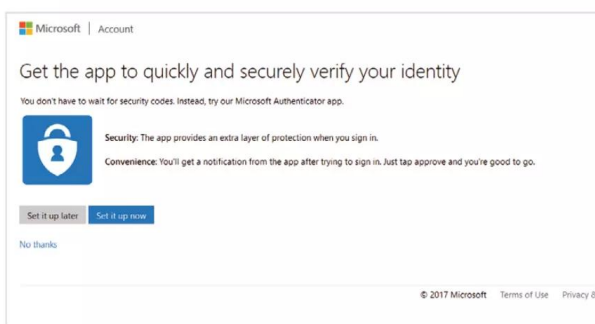 Microsoft | Account
Get the app to quickly and securely verify your identity
You don't have to wait for security codes. Instead, try our Microsoft Authenticator app.
Security: The app provides an extra layer of protection when you sign in.
Convenience: You'll get a notification from the app after trying to sign in. Just tap approve and you're good to go.
Set it up later Set it up now
No thanks
© 2017 Microsoft Terms of Use Privacy &